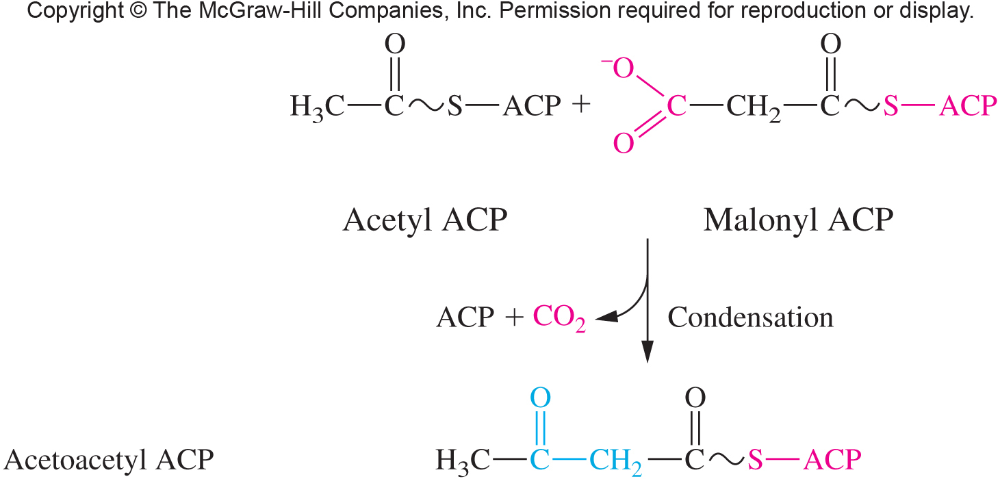 Copyright © The McGraw-Hill Companies, Inc. Permission required for reproduction or display.
O O
⁻O
H₃C—C~S—ACP + C—CH₂—C~S—ACP
O
Acetyl ACP Malonyl ACP
ACP + CO₂ Condensation
O O
Acetoacetyl ACP H₃C—C—CH₂—C~S—ACP